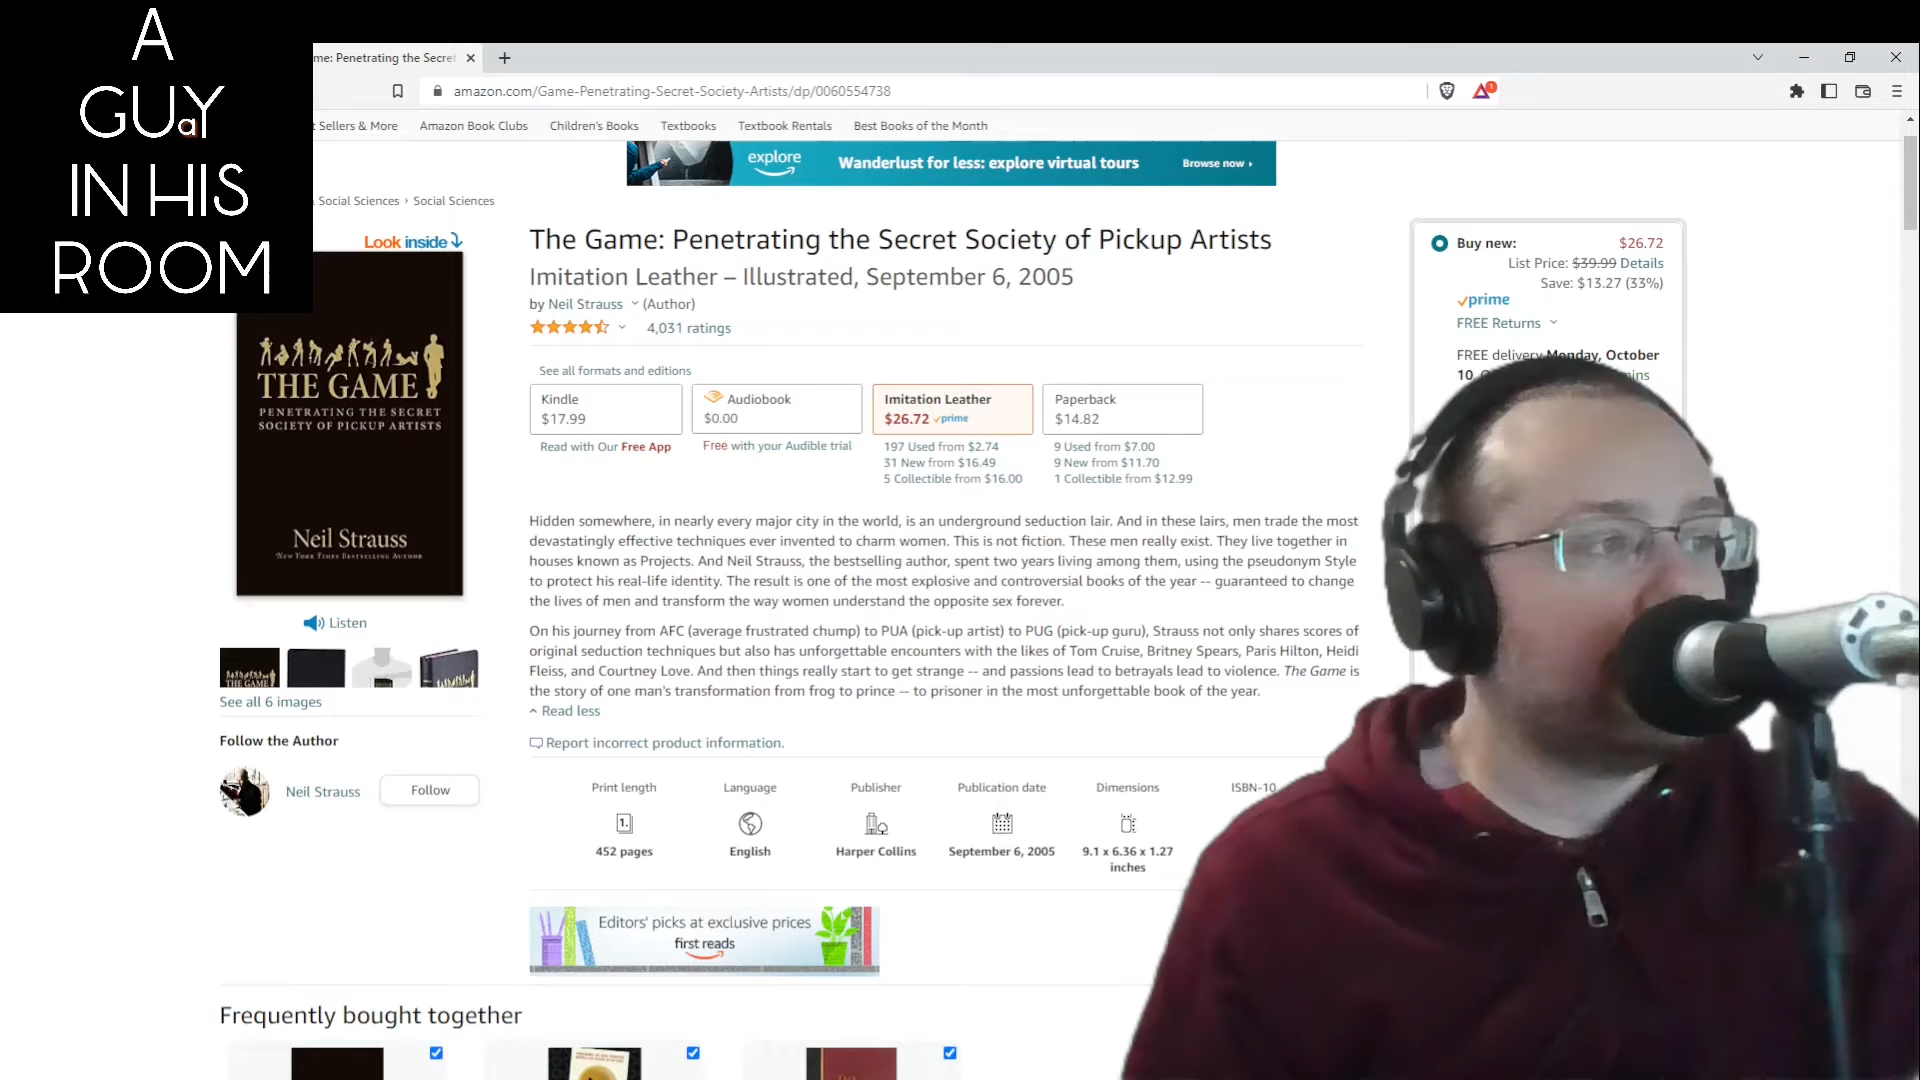 A
GUaY
IN HIS
ROOM
me: Penetrating the Secret
amazon.com/Game-Penetrating-Secret-Society-Artists/dp/0060554738
1
t Sellers & More Amazon Book Clubs Children's Books Textbooks Textbook Rentals Best Books of the Month
explore Wanderlust for less: explore virtual tours Browse now ›
Social Sciences › Social Sciences
Look inside
THE GAME
PENETRATING THE SECRET
SOCIETY OF PICKUP ARTISTS
Neil Strauss
NEW YORK TIMES BESTSELLING AUTHOR
Listen
THE GAME
See all 6 images
Follow the Author
Neil Strauss Follow
The Game: Penetrating the Secret Society of Pickup Artists
Imitation Leather – Illustrated, September 6, 2005
by Neil Strauss (Author)
4,031 ratings
See all formats and editions
Kindle
$17.99
Read with Our Free App
Audiobook
$0.00
Free with your Audible trial
Imitation Leather
$26.72 prime
197 Used from $2.74
31 New from $16.49
5 Collectible from $16.00
Paperback
$14.82
9 Used from $7.00
9 New from $11.70
1 Collectible from $12.99
Hidden somewhere, in nearly every major city in the world, is an underground seduction lair. And in these lairs, men trade the most
devastatingly effective techniques ever invented to charm women. This is not fiction. These men really exist. They live together in
houses known as Projects. And Neil Strauss, the bestselling author, spent two years living among them, using the pseudonym Style
to protect his real-life identity. The result is one of the most explosive and controversial books of the year -- guaranteed to change
the lives of men and transform the way women understand the opposite sex forever.
On his journey from AFC (average frustrated chump) to PUA (pick-up artist) to PUG (pick-up guru), Strauss not only shares scores of
original seduction techniques but also has unforgettable encounters with the likes of Tom Cruise, Britney Spears, Paris Hilton, Heidi
Fleiss, and Courtney Love. And then things really start to get strange -- and passions lead to betrayals lead to violence. The Game is
the story of one man's transformation from frog to prince -- to prisoner in the most unforgettable book of the year.
Read less
Report incorrect product information.
Print length
452 pages
Language
English
Publisher
Harper Collins
Publication date
September 6, 2005
Dimensions
9.1 x 6.36 x 1.27
inches
ISBN-10
Editors' picks at exclusive prices
first reads
Frequently bought together
Buy new: $26.72
List Price: $39.99 Details
Save: $13.27 (33%)
prime
FREE Returns
FREE delivery Monday, October
10